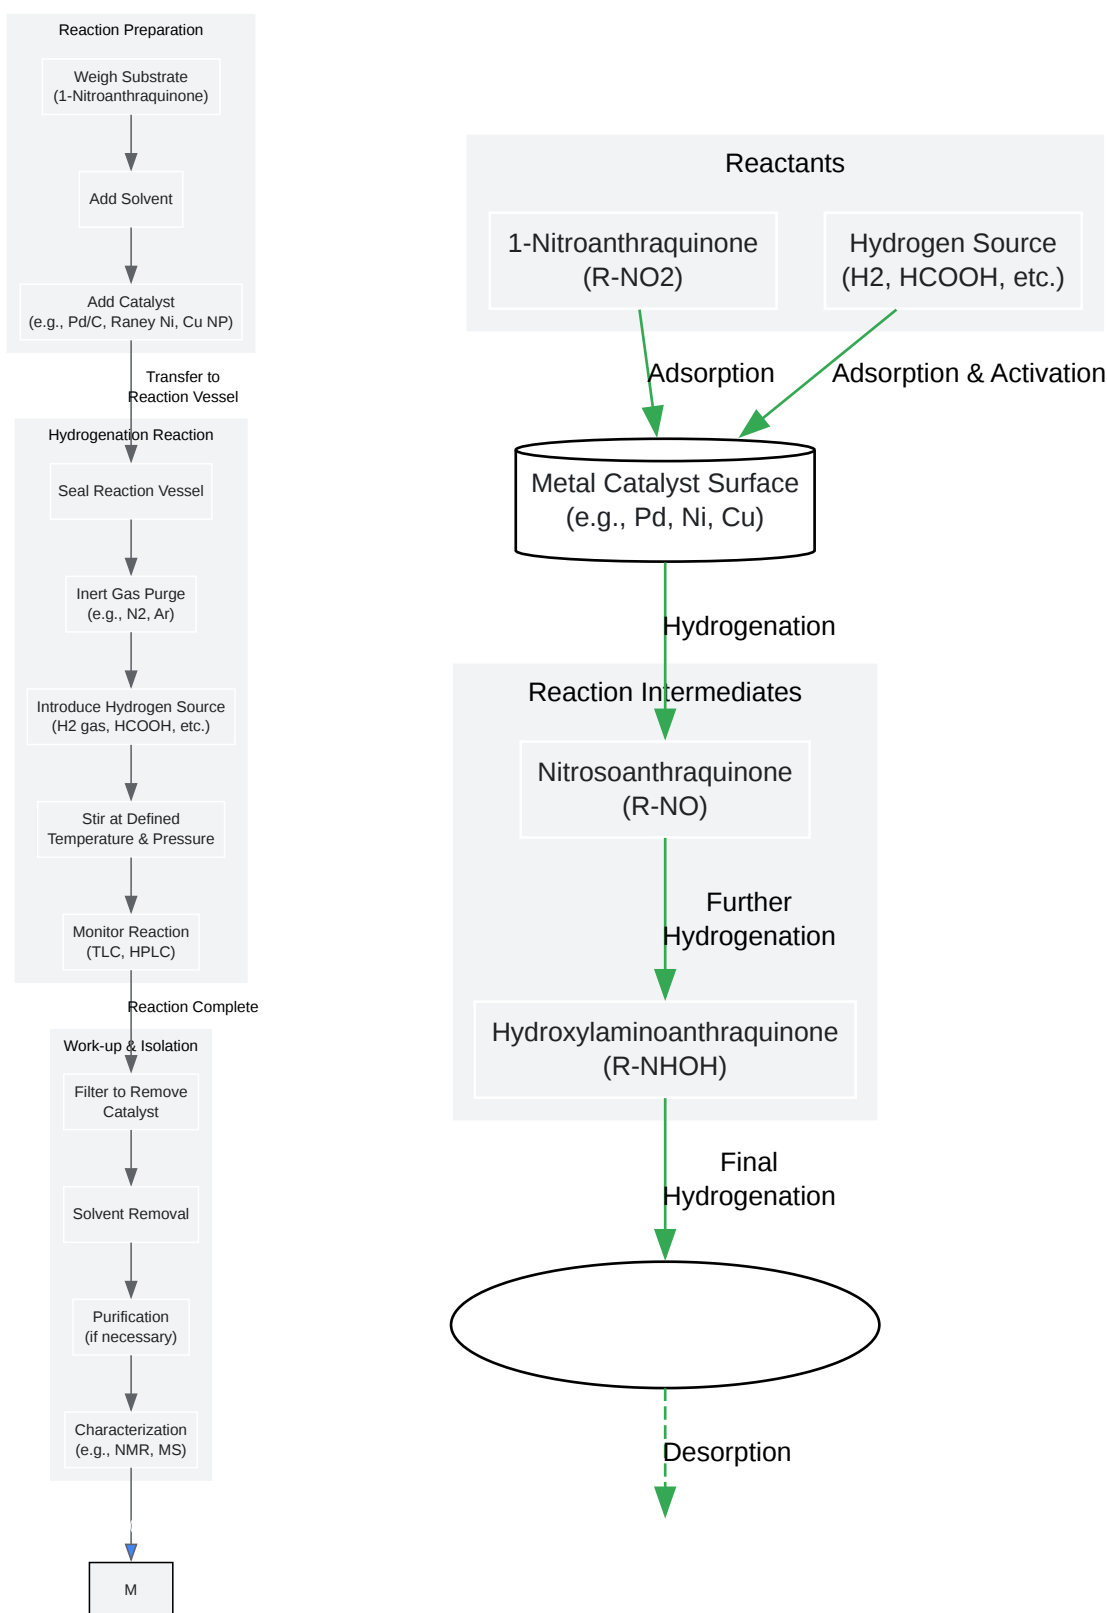 Reaction Preparation
Weigh Substrate
(1-Nitroanthraquinone)
Add Solvent
Add Catalyst
(e.g., Pd/C, Raney Ni, Cu NP)
Transfer to
Reaction Vessel
Hydrogenation Reaction
Seal Reaction Vessel
Inert Gas Purge
(e.g., N2, Ar)
Introduce Hydrogen Source
(H2 gas, HCOOH, etc.)
Stir at Defined
Temperature & Pressure
Monitor Reaction
(TLC, HPLC)
Reaction Complete
Work-up & Isolation
Filter to Remove
Catalyst
Solvent Removal
Purification
(if necessary)
Characterization
(e.g., NMR, MS)
M
Reactants
1-Nitroanthraquinone
(R-NO2)
Hydrogen Source
(H2, HCOOH, etc.)
Adsorption
Adsorption & Activation
Metal Catalyst Surface
(e.g., Pd, Ni, Cu)
Hydrogenation
Reaction Intermediates
Nitrosoanthraquinone
(R-NO)
Further
Hydrogenation
Hydroxylaminoanthraquinone
(R-NHOH)
Final
Hydrogenation
Desorption